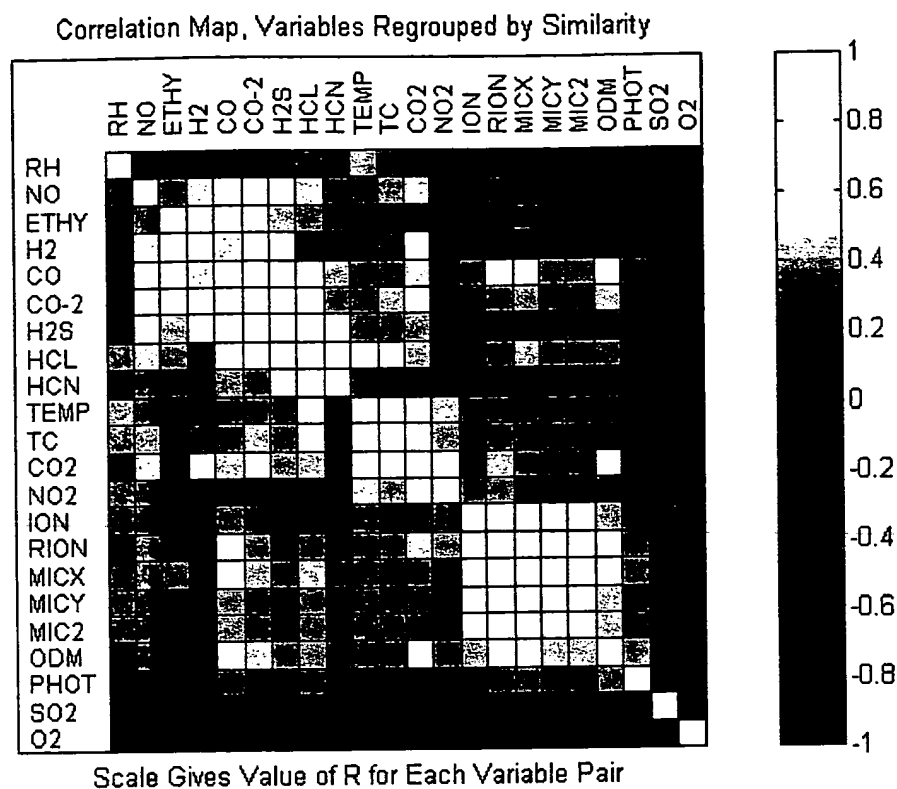 Correlation Map, Variables Regrouped by Similarity
RH NO ETHY H2 CO CO-2 H2S HCL HCN TEMP TC CO2 NO2 ION RION MICX MICY MIC2 ODM PHOT SO2 O2
RH
NO
ETHY
H2
CO
CO-2
H2S
HCL
HCN
TEMP
TC
CO2
NO2
ION
RION
MICX
MICY
MIC2
ODM
PHOT
SO2
O2
1
0.8
0.6
0.4
0.2
0
-0.2
-0.4
-0.6
-0.8
-1
Scale Gives Value of R for Each Variable Pair